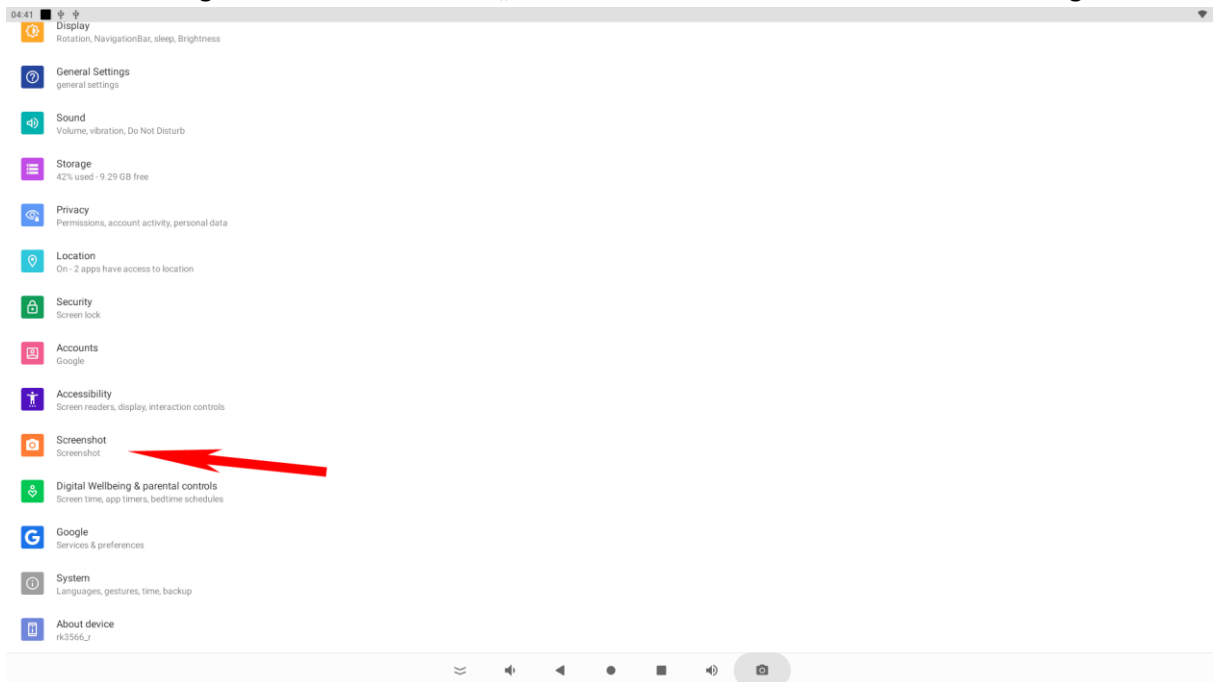 04:41
Display
Rotation, NavigationBar, sleep, Brightness
General Settings
general settings
Sound
Volume, vibration, Do Not Disturb
Storage
42% used - 9.29 GB free
Privacy
Permissions, account activity, personal data
Location
On - 2 apps have access to location
Security
Screen lock
Accounts
Google
Accessibility
Screen readers, display, interaction controls
Screenshot
Screenshot
Digital Wellbeing & parental controls
Screen time, app timers, bedtime schedules
Google
Services & preferences
System
Languages, gestures, time, backup
About device
rk3566_r